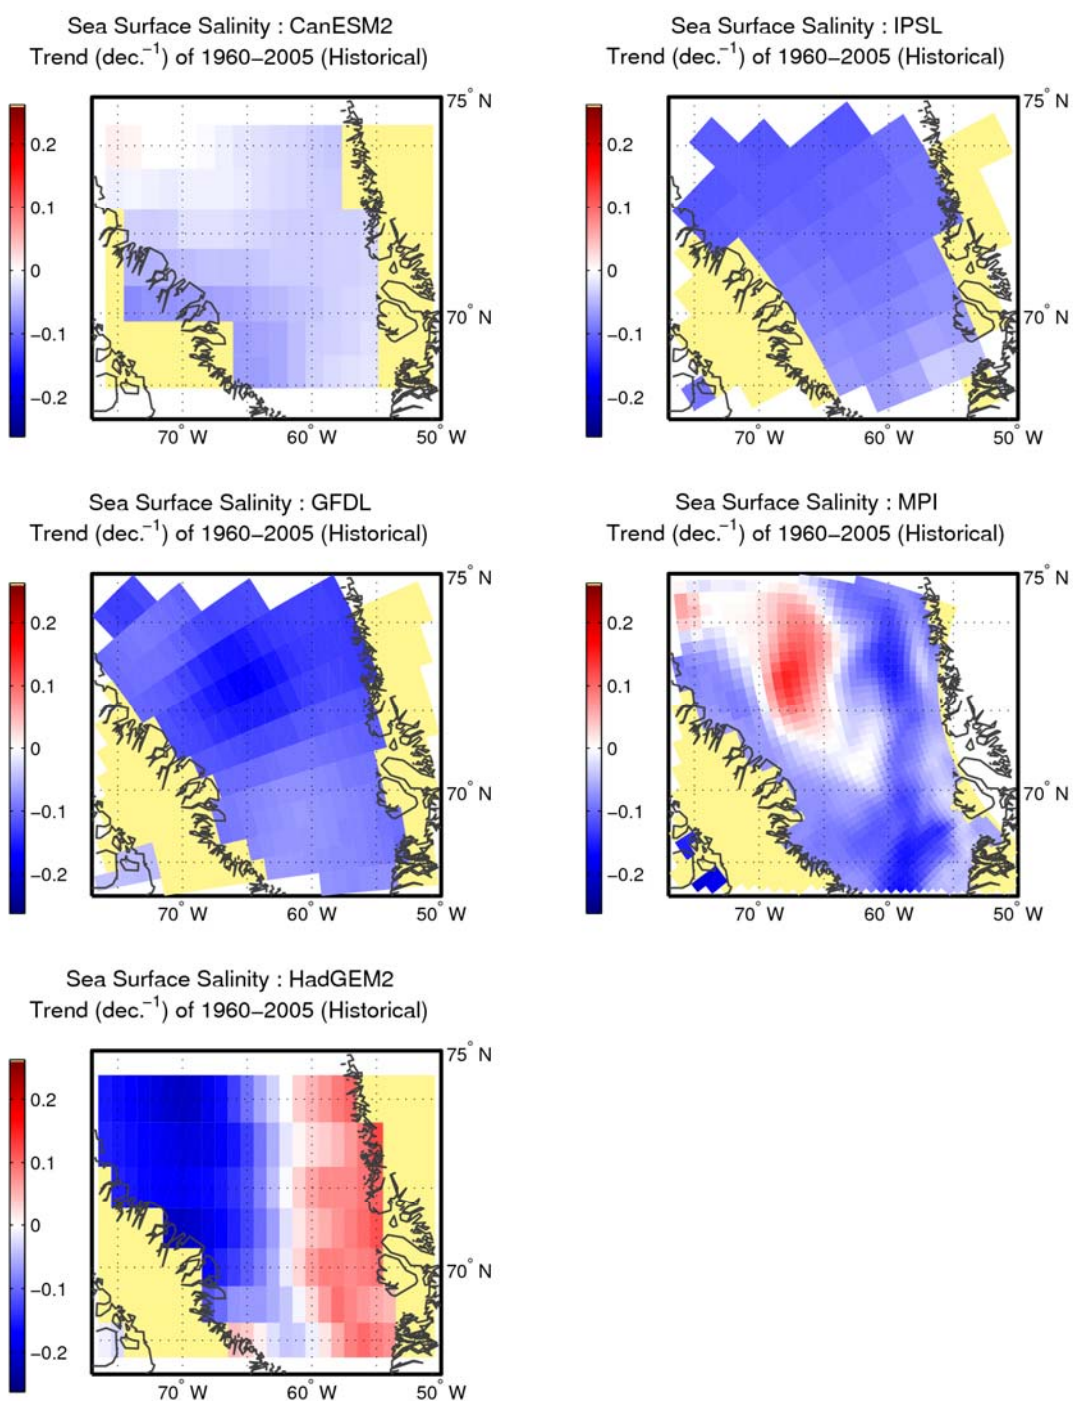 Sea Surface Salinity : CanESM2
Trend (dec.⁻¹) of 1960−2005 (Historical)
0.2
0.1
0
−0.1
−0.2
75° N
70° N
70° W
60° W
50° W
Sea Surface Salinity : IPSL
Trend (dec.⁻¹) of 1960−2005 (Historical)
0.2
0.1
0
−0.1
−0.2
75° N
70° N
70° W
60° W
50° W
Sea Surface Salinity : GFDL
Trend (dec.⁻¹) of 1960−2005 (Historical)
0.2
0.1
0
−0.1
−0.2
75° N
70° N
70° W
60° W
50° W
Sea Surface Salinity : MPI
Trend (dec.⁻¹) of 1960−2005 (Historical)
0.2
0.1
0
−0.1
−0.2
75° N
70° N
70° W
60° W
50° W
Sea Surface Salinity : HadGEM2
Trend (dec.⁻¹) of 1960−2005 (Historical)
0.2
0.1
0
−0.1
−0.2
75° N
70° N
70° W
60° W
50° W